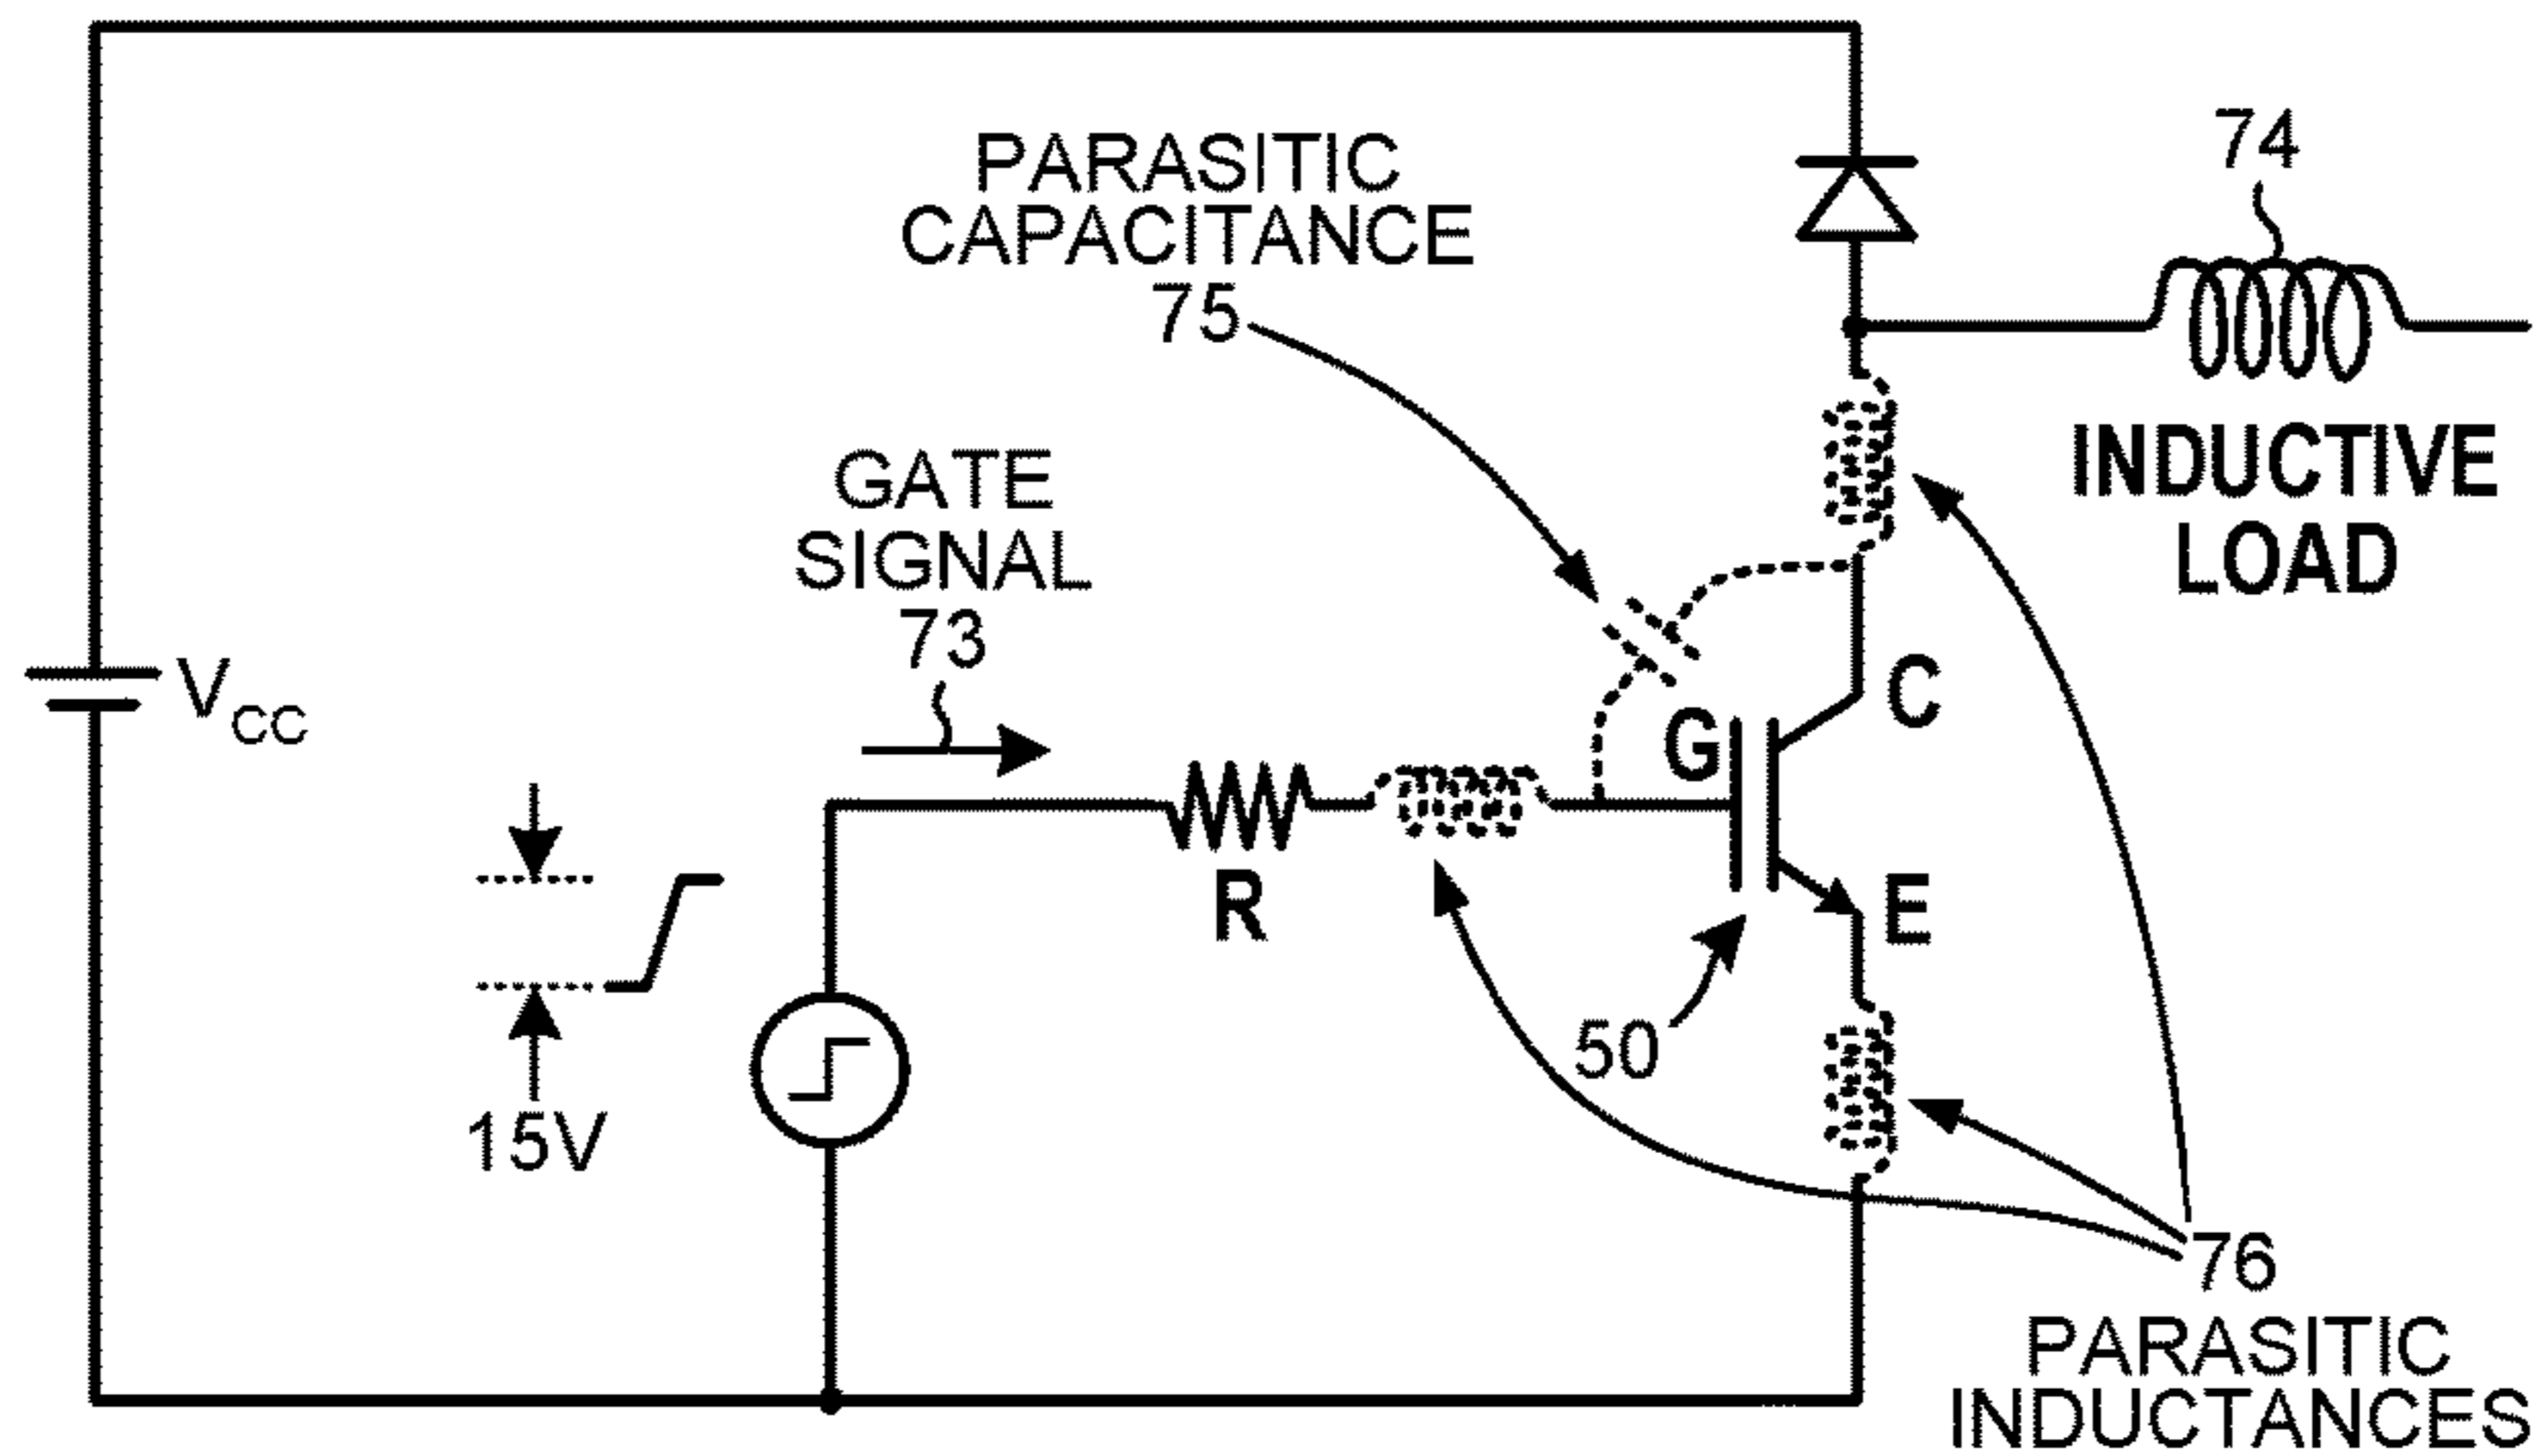 PARASITIC
CAPACITANCE
75
74
INDUCTIVE
LOAD
GATE
SIGNAL
73
VCC
G
C
R
E
50
15V
76
PARASITIC
INDUCTANCES